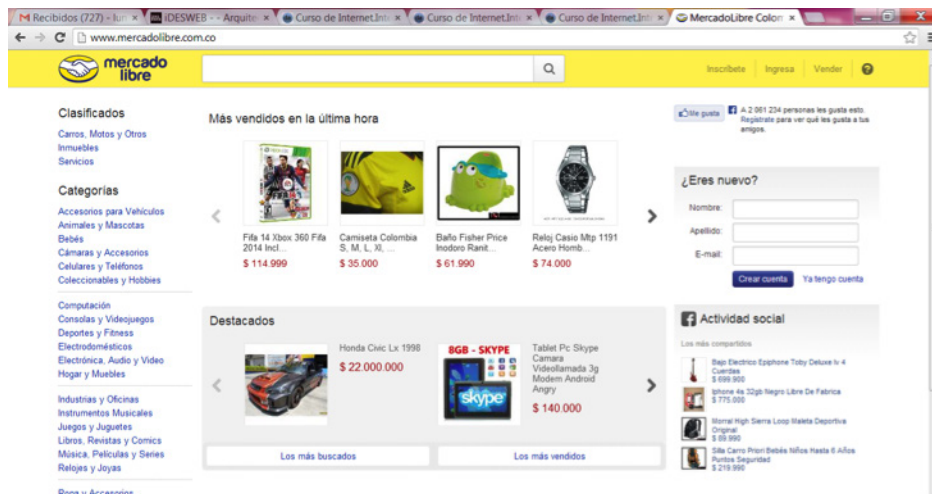 Recibidos (727) - lun
iDESWEB - - Arquite
Curso de Internet.Int
Curso de Internet.Int
Curso de Internet.Int
MercadoLibre Colom
www.mercadolibre.com.co
mercado
libre
Inscríbete
Ingresa
Vender
Clasificados
Carros, Motos y Otros
Inmuebles
Servicios
Categorías
Accesorios para Vehículos
Animales y Mascotas
Bebés
Cámaras y Accesorios
Celulares y Teléfonos
Coleccionables y Hobbies
Computación
Consolas y Videojuegos
Deportes y Fitness
Electrodomésticos
Electrónica, Audio y Video
Hogar y Muebles
Industrias y Oficinas
Instrumentos Musicales
Juegos y Juguetes
Libros, Revistas y Comics
Música, Películas y Series
Relojes y Joyas
Ropa y Accesorios
Más vendidos en la última hora
Fifa 14 Xbox 360 Fifa
2014 Incl...
$ 114.999
Camiseta Colombia
S, M, L, Xl, ...
$ 35.000
Baño Fisher Price
Inodoro Ranit...
$ 61.990
Reloj Casio Mtp 1191
Acero Homb...
$ 74.000
Destacados
Honda Civic Lx 1998
$ 22.000.000
8GB - SKYPE
skype
Tablet Pc Skype
Camara
Videollamada 3g
Modem Android
Angry
$ 140.000
Los más buscados
Los más vendidos
Me gusta
A 2 081 234 personas les gusta esto.
Regístrate para ver qué les gusta a tus
amigos.
¿Eres nuevo?
Nombre:
Apellido:
E-mail:
Crear cuenta
Ya tengo cuenta
Actividad social
Los más compartidos
Bajo Electrico Epiphone Toby Deluxe Iv 4
Cuerdas
$ 699.900
Iphone 4s 32gb Negro Libre De Fabrica
$ 775.000
Morral High Sierra Loop Maleta Deportiva
Original
$ 89.990
Silla Carro Priori Bebés Niños Hasta 6 Años
Puntos Seguridad
$ 219.990